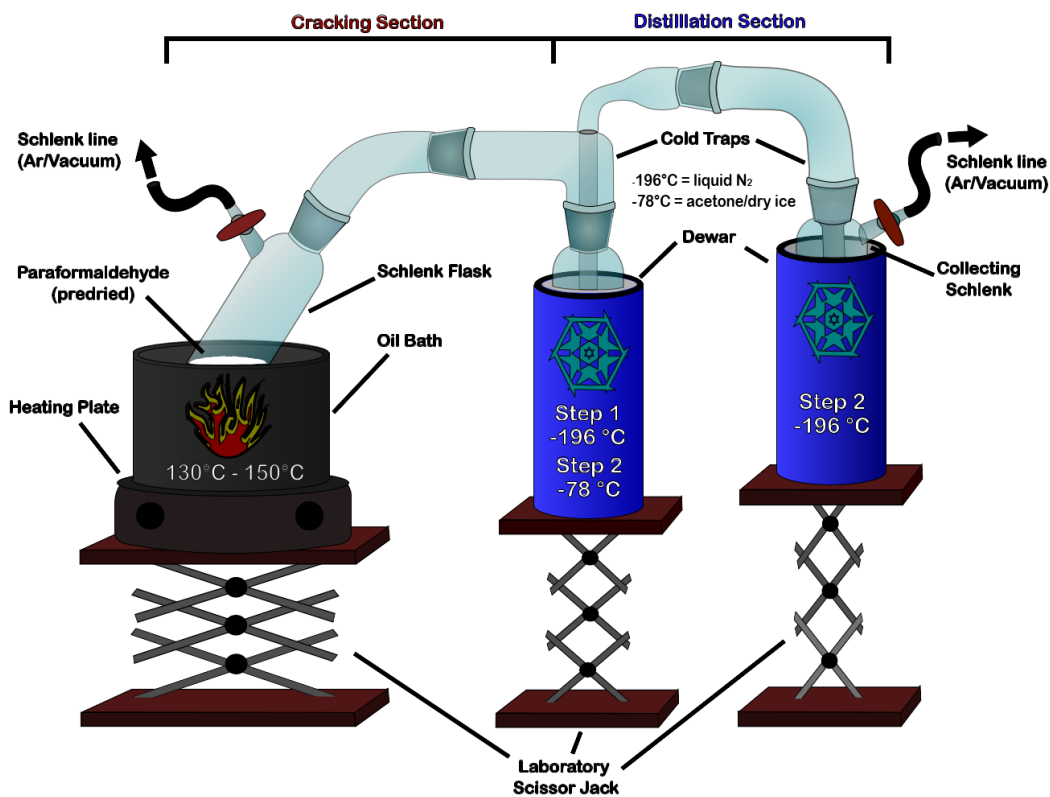 Cracking Section
Distilllation Section
Schlenk line
(Ar/Vacuum)
Cold Traps
-196°C = liquid N₂
-78°C = acetone/dry ice
Schlenk line
(Ar/Vacuum)
Dewar
Paraformaldehyde
(predried)
Schlenk Flask
Collecting
Schlenk
Oil Bath
Heating Plate
130°C - 150°C
Step 1
-196 °C
Step 2
-78 °C
Step 2
-196 °C
Laboratory
Scissor Jack